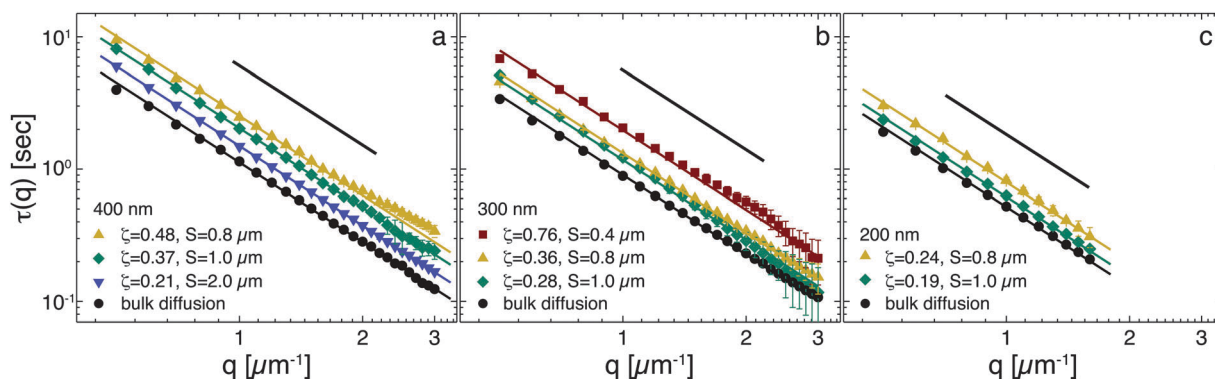 a
b
c
τ(q) [sec]
10¹
10⁰
10⁻¹
400 nm
ζ=0.48, S=0.8 µm
ζ=0.37, S=1.0 µm
ζ=0.21, S=2.0 µm
bulk diffusion
300 nm
ζ=0.76, S=0.4 µm
ζ=0.36, S=0.8 µm
ζ=0.28, S=1.0 µm
bulk diffusion
200 nm
ζ=0.24, S=0.8 µm
ζ=0.19, S=1.0 µm
bulk diffusion
1 2 3
1 2 3
1 2 3
q [µm⁻¹]
q [µm⁻¹]
q [µm⁻¹]